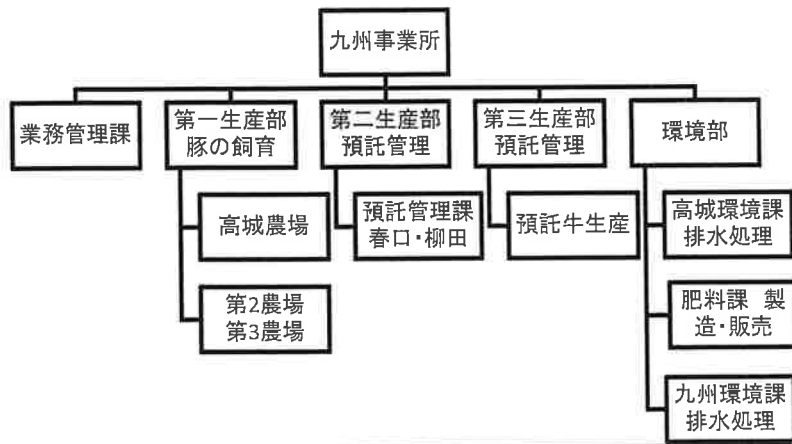 九州事業所
業務管理課
第一生産部
豚の飼育
第二生産部
預託管理
第三生産部
預託管理
環境部
高城農場
第2農場
第3農場
預託管理課
春口・柳田
預託牛生産
高城環境課
排水処理
肥料課 製
造・販売
九州環境課
排水処理